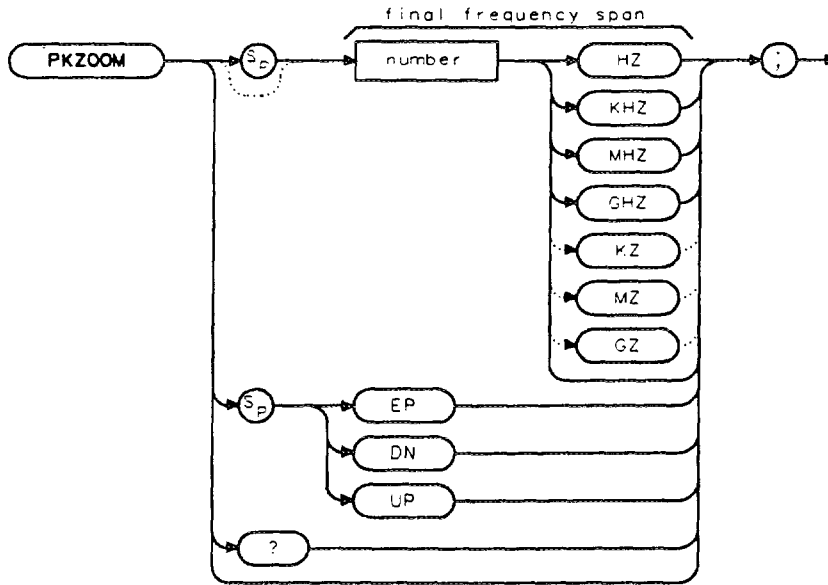 final frequency span
PKZOOM
Sp
number
HZ
;
KHZ
MHZ
GHZ
KZ
MZ
GZ
Sp
EP
DN
UP
?